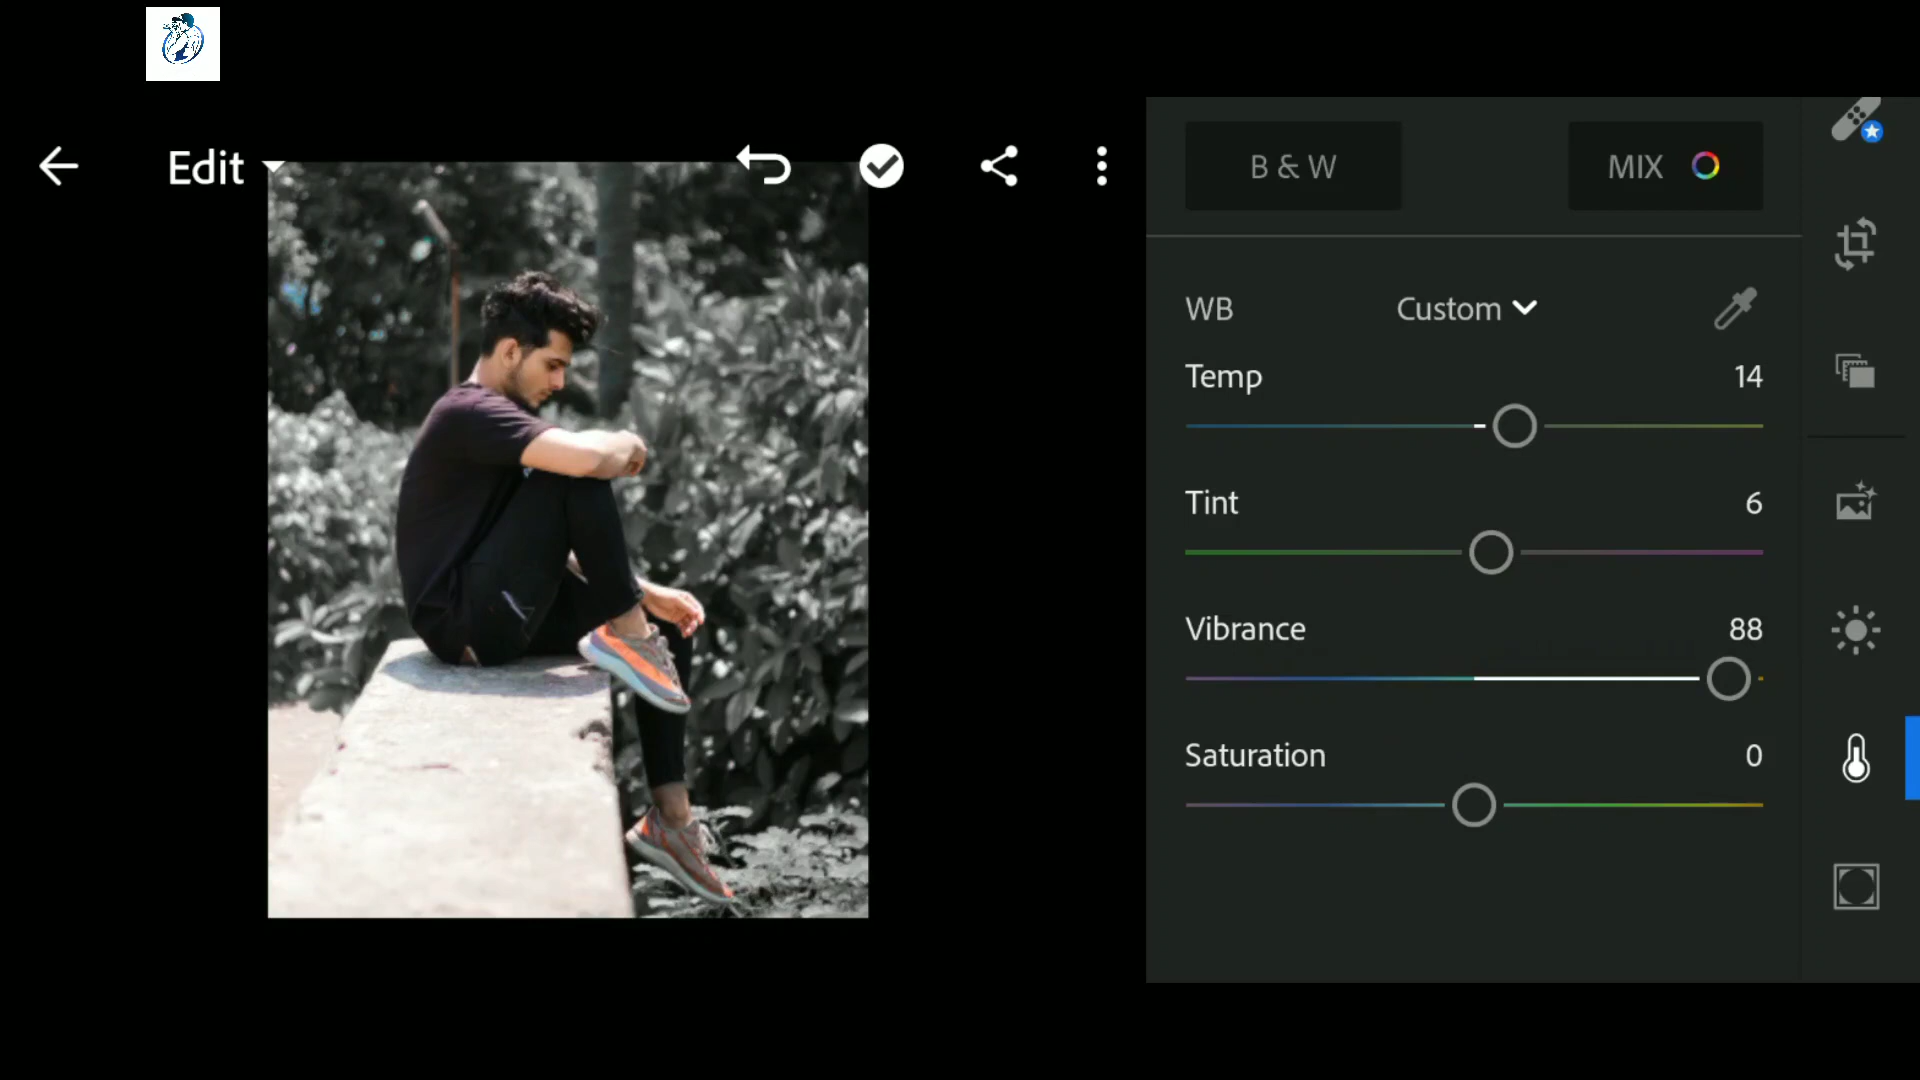 Edit
B & W
MIX
WB
Custom
Temp
14
Tint
6
Vibrance
88
Saturation
0